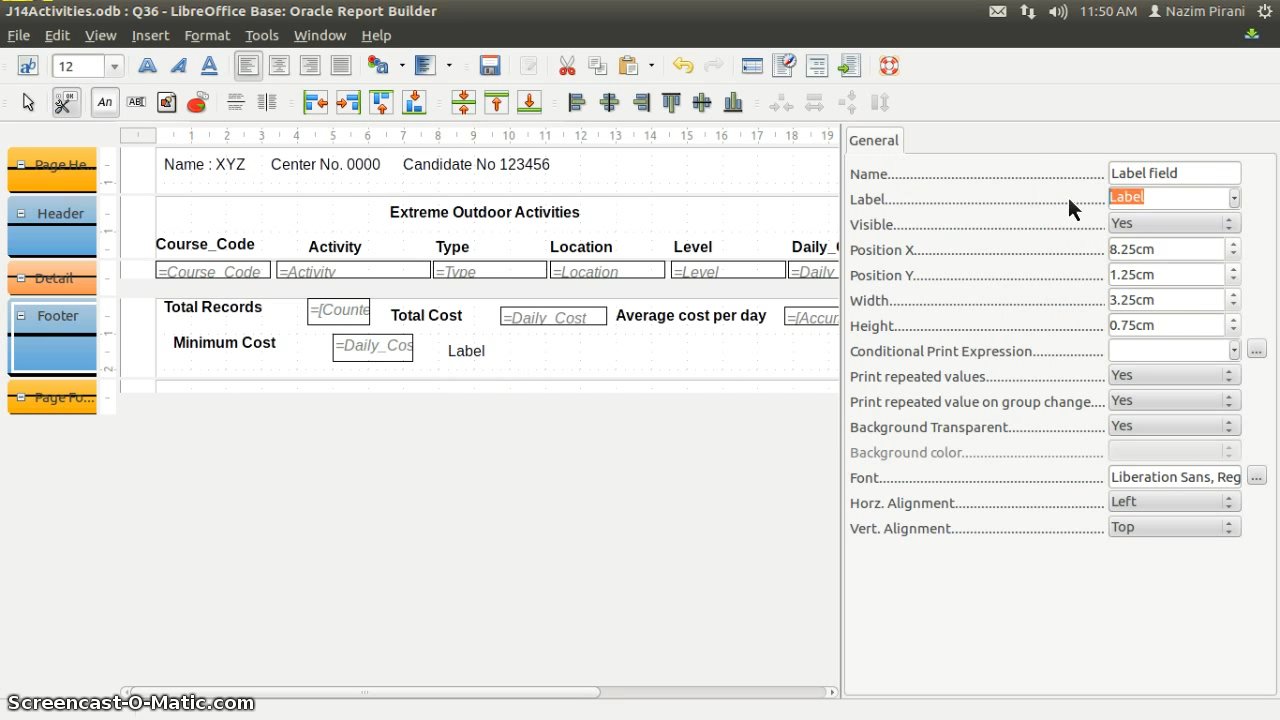 J14Activities.odb : Q36 - LibreOffice Base: Oracle Report Builder
11:50 AM Nazim Pirani
File Edit View Insert Format Tools Window Help
12
1 2 3 4 5 6 7 8 9 10 11 12 13 14 15 16 17 18 19
General
Page He...
Name : XYZ Center No. 0000 Candidate No 123456
Name Label field
Label Label
Header
Extreme Outdoor Activities
Visible Yes
Course_Code Activity Type Location Level Daily_C
Position X 8.25cm
Detail
=Course_Code =Activity =Type =Location =Level =Daily
Position Y 1.25cm
Width 3.25cm
Footer
Total Records =[Counte Total Cost =Daily_Cost Average cost per day =[Accun
Height 0.75cm
Minimum Cost =Daily_Cos Label
Conditional Print Expression
Print repeated values Yes
Page Fo...
Print repeated value on group change.... Yes
Background Transparent Yes
Background color
Font Liberation Sans, Reg
Horz. Alignment Left
Vert. Alignment Top
Screencast-O-Matic.com